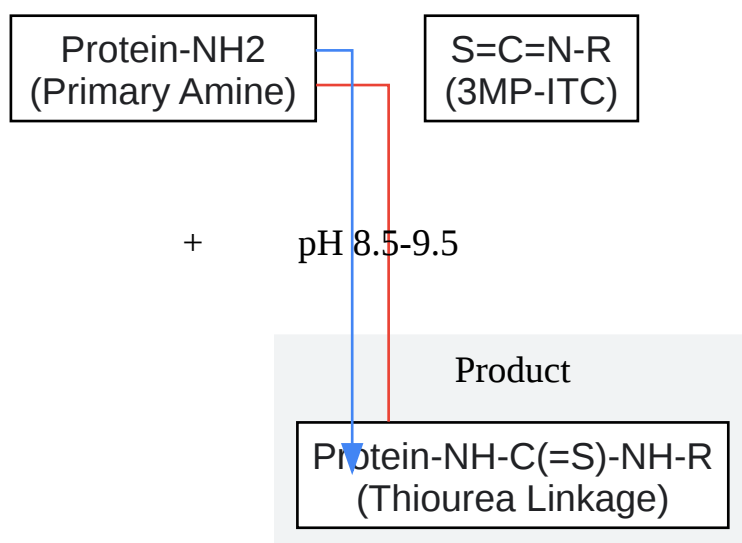 Protein-NH2
(Primary Amine)
S=C=N-R
(3MP-ITC)
+
pH 8.5-9.5
Product
Protein-NH-C(=S)-NH-R
(Thiourea Linkage)